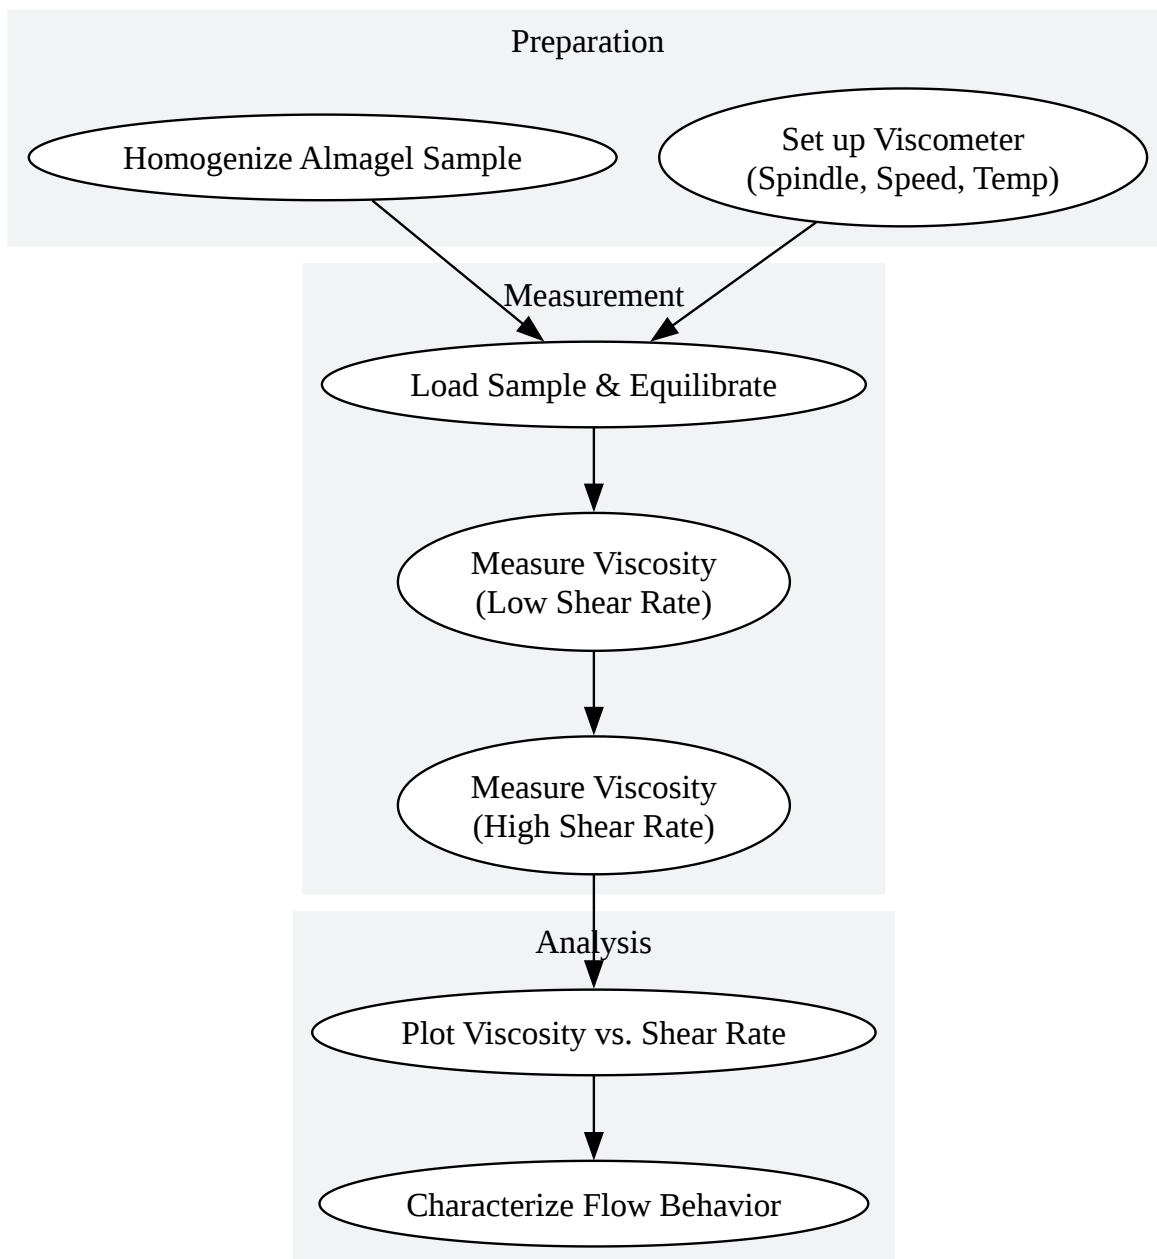 Preparation
Homogenize Almagel Sample
Set up Viscometer
(Spindle, Speed, Temp)
Measurement
Load Sample & Equilibrate
Measure Viscosity
(Low Shear Rate)
Measure Viscosity
(High Shear Rate)
Analysis
Plot Viscosity vs. Shear Rate
Characterize Flow Behavior